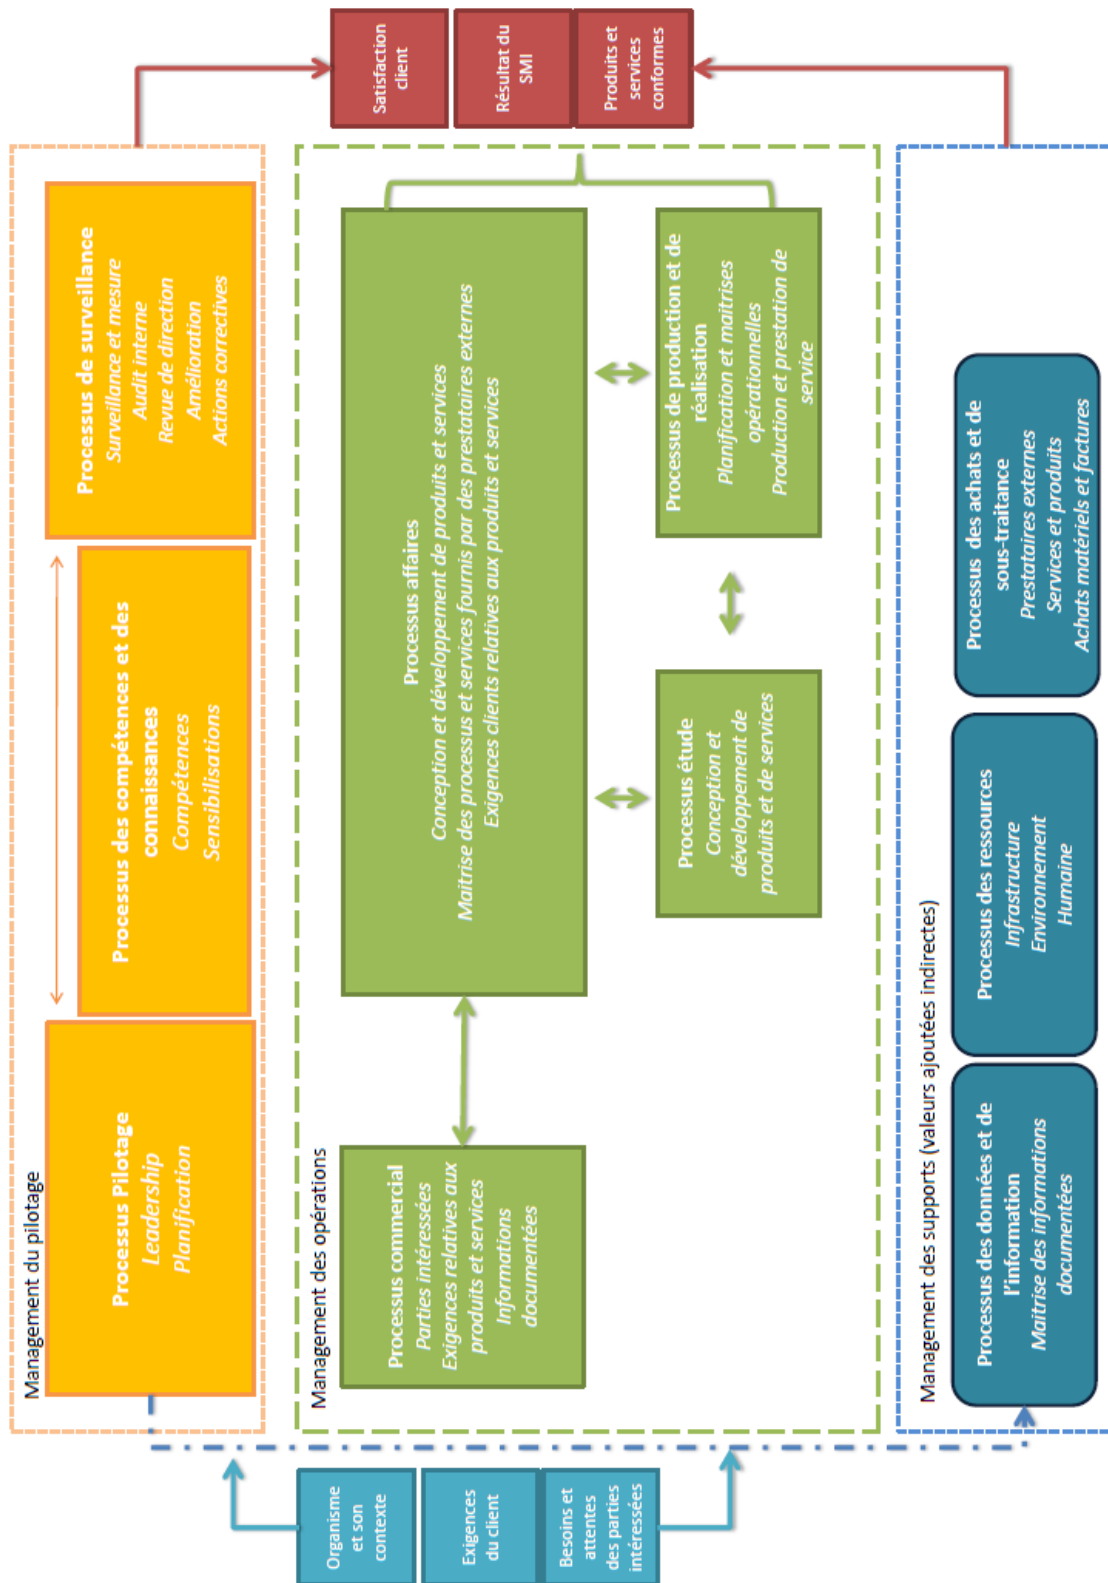 Organisme
et son
contexte
Exigences
du client
Besoins et
attentes
des parties
intéressées
Management du pilotage
Processus Pilotage
Leadership
Planification
Processus des compétences et des
connaissances
Compétences
Sensibilisations
Processus de surveillance
Surveillance et mesure
Audit interne
Revue de direction
Amélioration
Actions correctives
Management des opérations
Processus commercial
Parties intéressées
Exigences relatives aux
produits et services
Informations
documentées
Processus affaires
Conception et développement de produits et services
Maitrise des processus et services fournis par des prestataires externes
Exigences clients relatives aux produits et services
Processus étude
Conception et
développement de
produits et de services
Processus de production et de
réalisation
Planification et maitrises
opérationnelles
Production et prestation de
service
Management des supports (valeurs ajoutées indirectes)
Processus des données et de
l'information
Maitrise des informations
documentées
Processus des ressources
Infrastructure
Environnement
Humaine
Processus des achats et de
sous-traitance
Prestataires externes
Services et produits
Achats matériels et factures
Satisfaction
client
Résultat du
SMI
Produits et
services
conformes